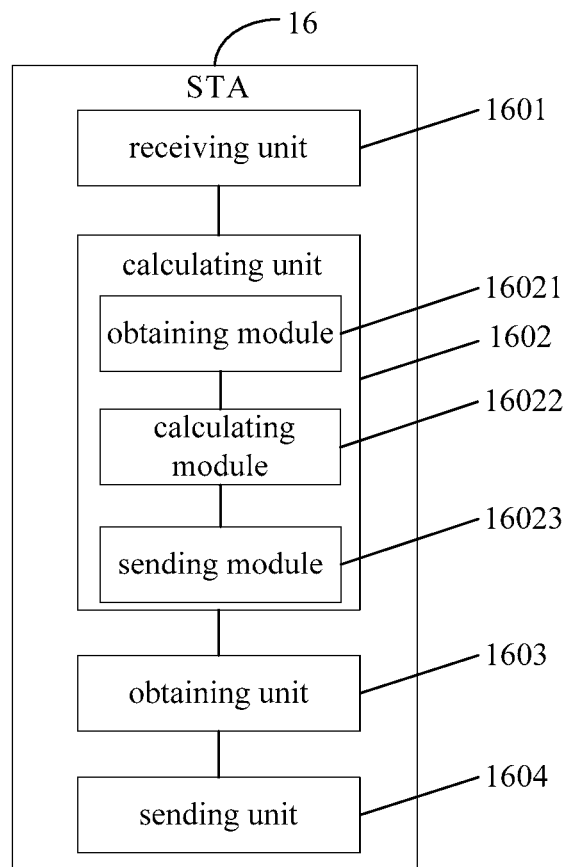 16
STA
receiving unit
1601
calculating unit
obtaining module
16021
1602
calculating
module
16022
sending module
16023
obtaining unit
1603
sending unit
1604